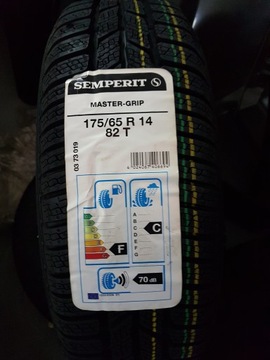 SEMPERIT
MASTER-GRIP
175/65 R 14
82 T
03 73 019
A
B
C
D
E
F
G
F
A
B
C
D
E
F
G
C
70 dB